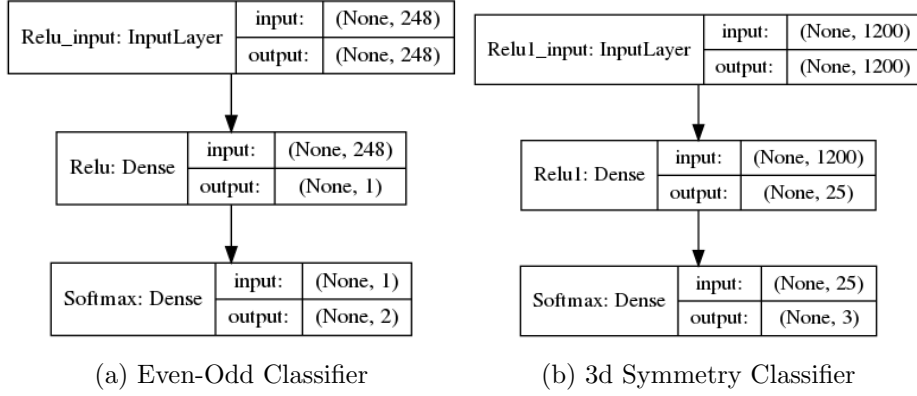 Relu_input: InputLayer
input: (None, 248)
output: (None, 248)
Relu: Dense
input: (None, 248)
output: (None, 1)
Softmax: Dense
input: (None, 1)
output: (None, 2)
(a) Even-Odd Classifier
Relu1_input: InputLayer
input: (None, 1200)
output: (None, 1200)
Relu1: Dense
input: (None, 1200)
output: (None, 25)
Softmax: Dense
input: (None, 25)
output: (None, 3)
(b) 3d Symmetry Classifier